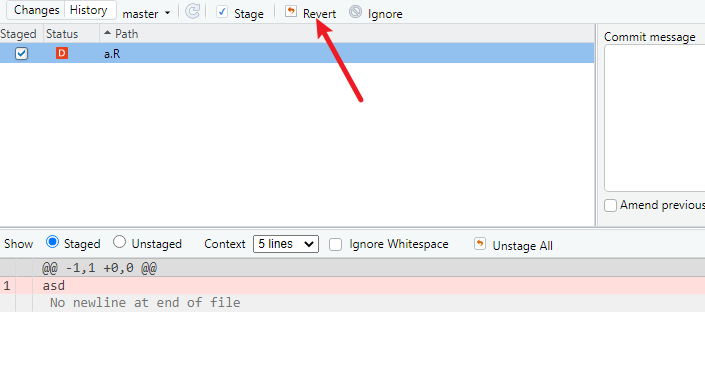 Changes History master Stage Revert Ignore
Staged Status Path
D a.R
Commit message
Amend previous
Show Staged Unstaged Context 5 lines Ignore Whitespace Unstage All
@@ -1,1 +0,0 @@
1 asd
No newline at end of file